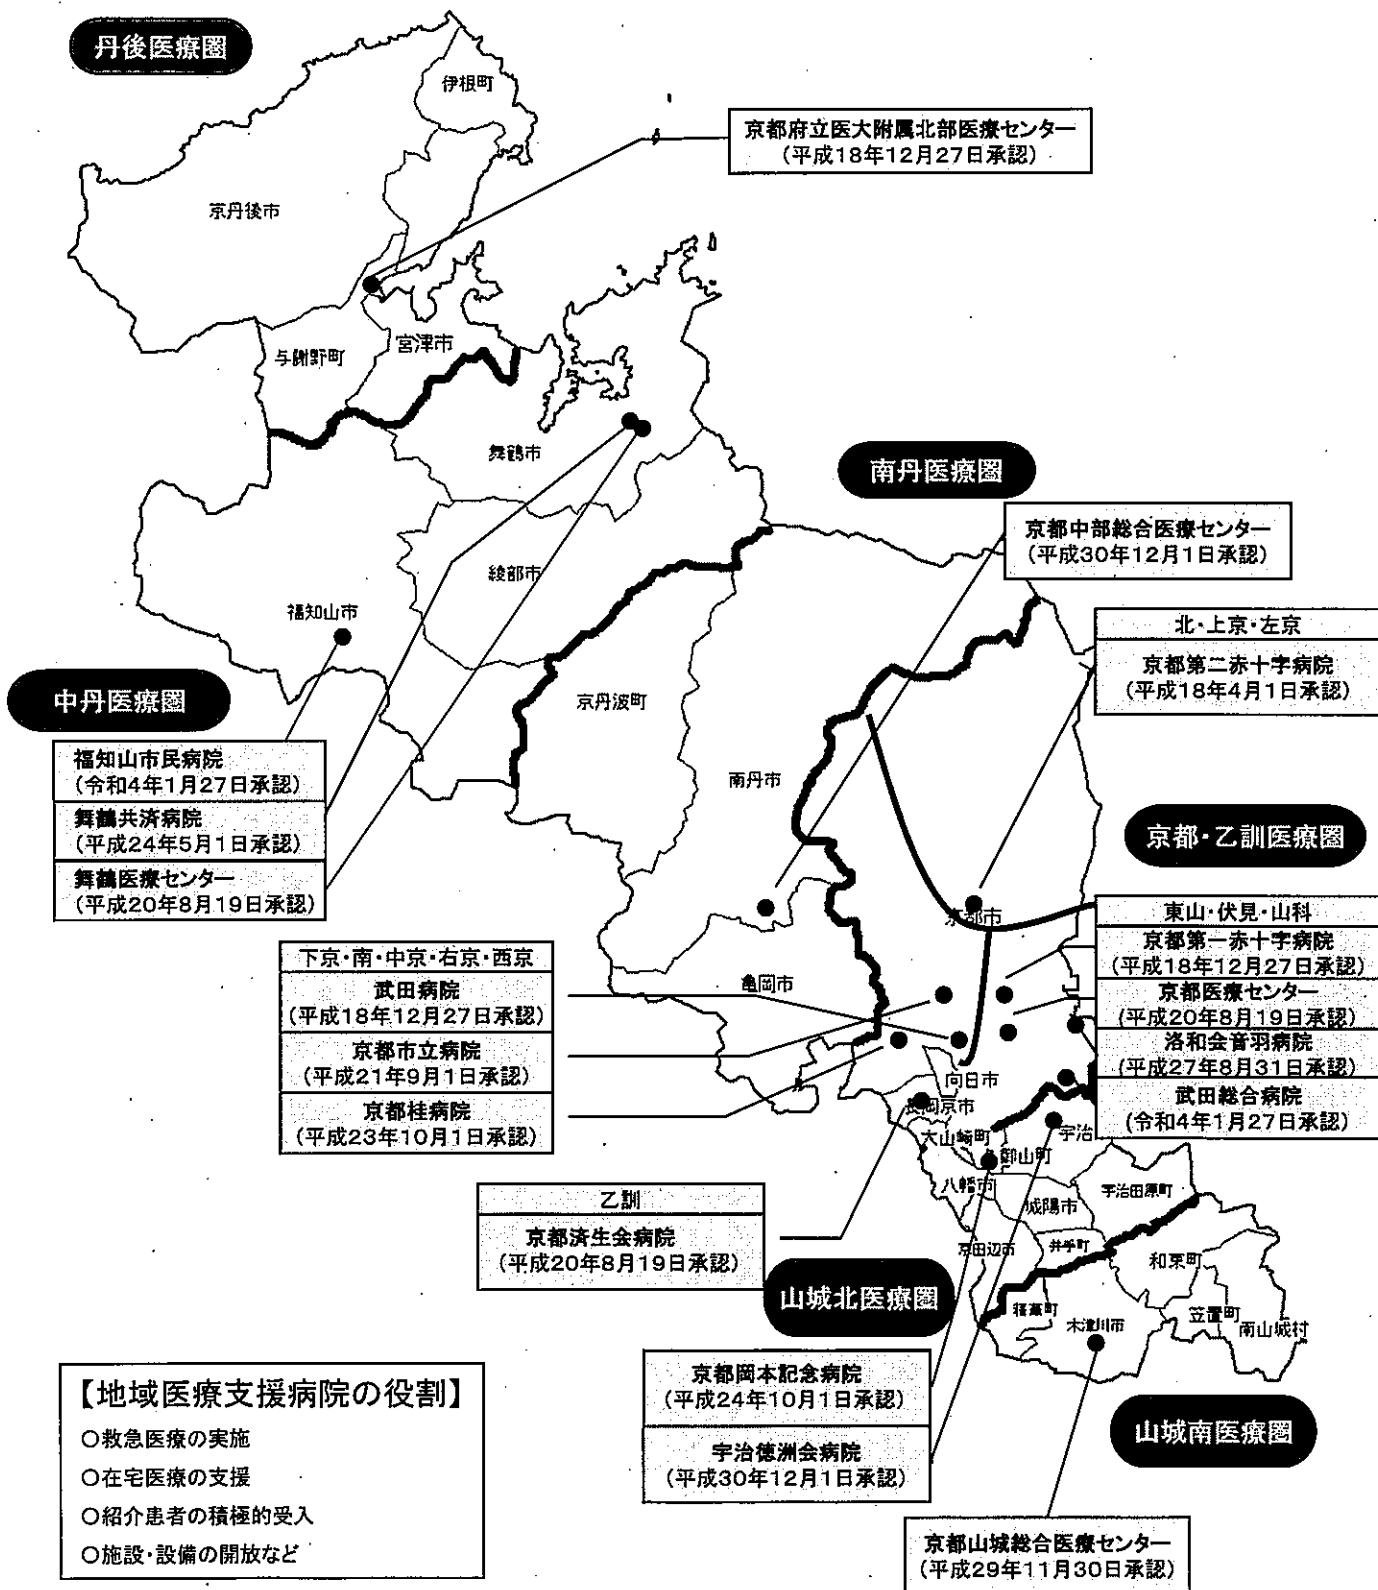 丹後医療圏
伊根町
京都府立医大附属北部医療センター
(平成18年12月27日承認)
京丹後市
与謝野町
宮津市
舞鶴市
南丹医療圏
京都中部総合医療センター
(平成30年12月1日承認)
綾部市
福知山市
北・上京・左京
京都第二赤十字病院
(平成18年4月1日承認)
中丹医療圏
京丹波町
福知山市民病院
(令和4年1月27日承認)
舞鶴共済病院
(平成24年5月1日承認)
舞鶴医療センター
(平成20年8月19日承認)
南丹市
京都・乙訓医療圏
京都市
東山・伏見・山科
京都第一赤十字病院
(平成18年12月27日承認)
京都医療センター
(平成20年8月19日承認)
洛和会音羽病院
(平成27年8月31日承認)
武田総合病院
(令和4年1月27日承認)
下京・南・中京・右京・西京
武田病院
(平成18年12月27日承認)
京都市立病院
(平成21年9月1日承認)
京都桂病院
(平成23年10月1日承認)
亀岡市
向日市
長岡京市
大山崎町
宇治
御山町
八幡市
城陽市
宇治田原町
乙訓
京都済生会病院
(平成20年8月19日承認)
京田辺市
井手町
和束町
山城北医療圏
木津川市
笠置町
南山城村
京都岡本記念病院
(平成24年10月1日承認)
宇治徳洲会病院
(平成30年12月1日承認)
山城南医療圏
京都山城総合医療センター
(平成29年11月30日承認)
【地域医療支援病院の役割】
○救急医療の実施
○在宅医療の支援
○紹介患者の積極的受入
○施設・設備の開放など